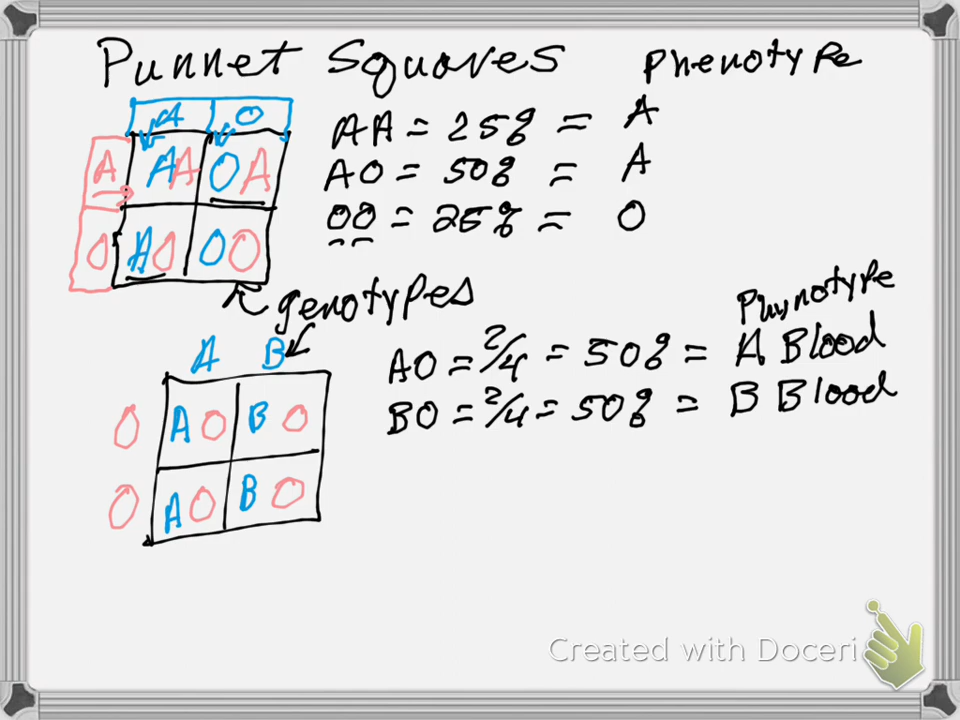 Punnet Squares
Phenotype
A O
A AA OA
O AO OO
AA = 25% = A
AO = 50% = A
OO = 25% = O
genotypes
A B
O AO BO
O AO BO
Phynotype
AO = 2/4 = 50% = A Blood
BO = 2/4 = 50% = B Blood
Created with Doceri